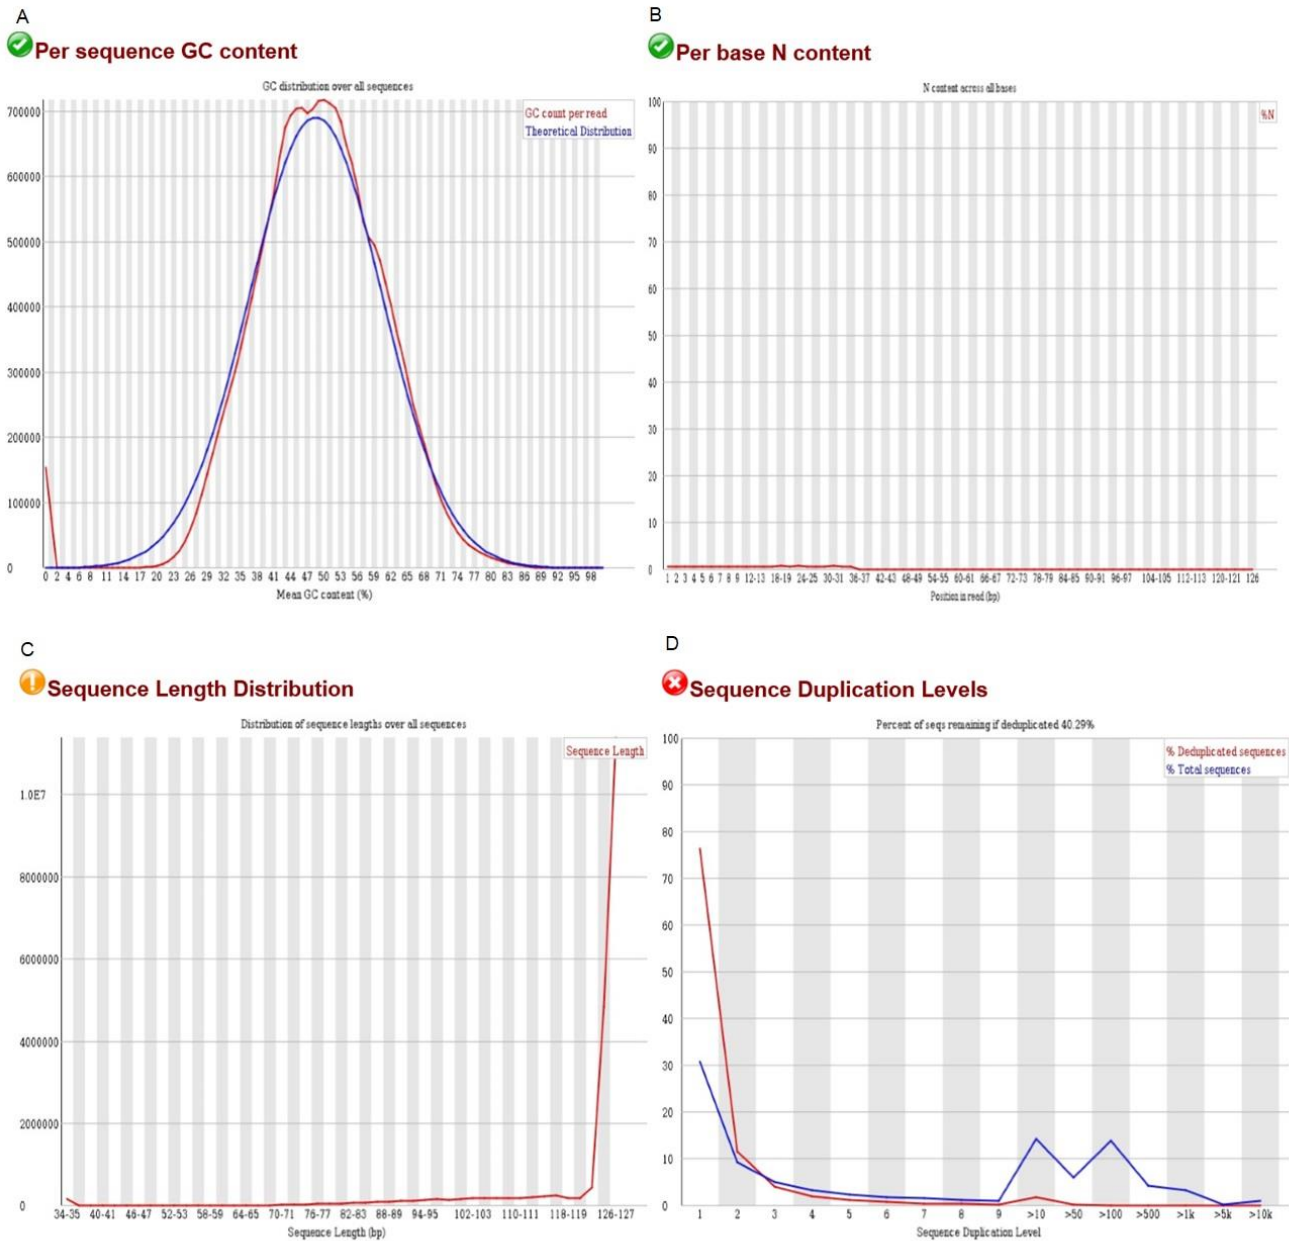 A
Per sequence GC content
GC distribution over all sequences
GC count per read
Theoretical Distribution
700000
600000
500000
400000
300000
200000
100000
0
0 2 4 6 8 11 14 17 20 23 26 29 32 35 38 41 44 47 50 53 56 59 62 65 68 71 74 77 80 83 86 89 92 95 98
Mean GC content (%)
B
Per base N content
N content across all bases
%N
100
90
80
70
60
50
40
30
20
10
0
1 2 3 4 5 6 7 8 9 12-13 18-19 24-25 30-31 36-37 42-43 48-49 54-55 60-61 66-67 72-73 78-79 84-85 90-91 96-97 104-105 112-113 120-121 126
Position in read (bp)
C
Sequence Length Distribution
Distribution of sequence lengths over all sequences
Sequence Length
1.0E7
8000000
6000000
4000000
2000000
0
34-35 40-41 46-47 52-53 58-59 64-65 70-71 76-77 82-83 88-89 94-95 102-103 110-111 118-119 126-127
Sequence Length (bp)
D
Sequence Duplication Levels
Percent of seqs remaining if deduplicated 40.29%
% Deduplicated sequences
% Total sequences
100
90
80
70
60
50
40
30
20
10
0
1 2 3 4 5 6 7 8 9 >10 >50 >100 >500 >1k >5k >10k
Sequence Duplication Level